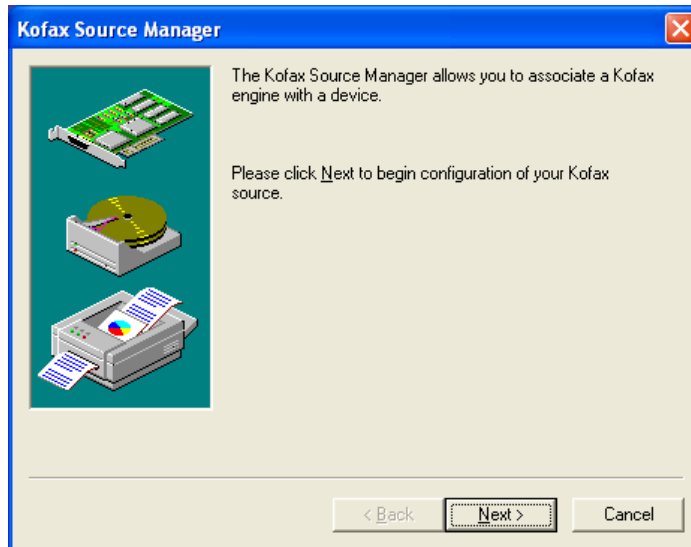 Kofax Source Manager
The Kofax Source Manager allows you to associate a Kofax
engine with a device.
Please click Next to begin configuration of your Kofax
source.
< Back
Next >
Cancel